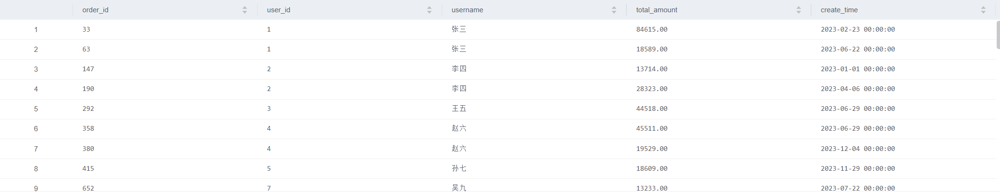 order_id user_id username total_amount create_time
1 33 1 张三 84615.00 2023-02-23 00:00:00
2 63 1 张三 18589.00 2023-06-22 00:00:00
3 147 2 李四 13714.00 2023-01-01 00:00:00
4 190 2 李四 28323.00 2023-04-06 00:00:00
5 292 3 王五 44518.00 2023-06-29 00:00:00
6 358 4 赵六 45511.00 2023-06-29 00:00:00
7 380 4 赵六 19529.00 2023-12-04 00:00:00
8 415 5 孙七 18609.00 2023-11-29 00:00:00
9 652 7 吴九 13233.00 2023-07-22 00:00:00